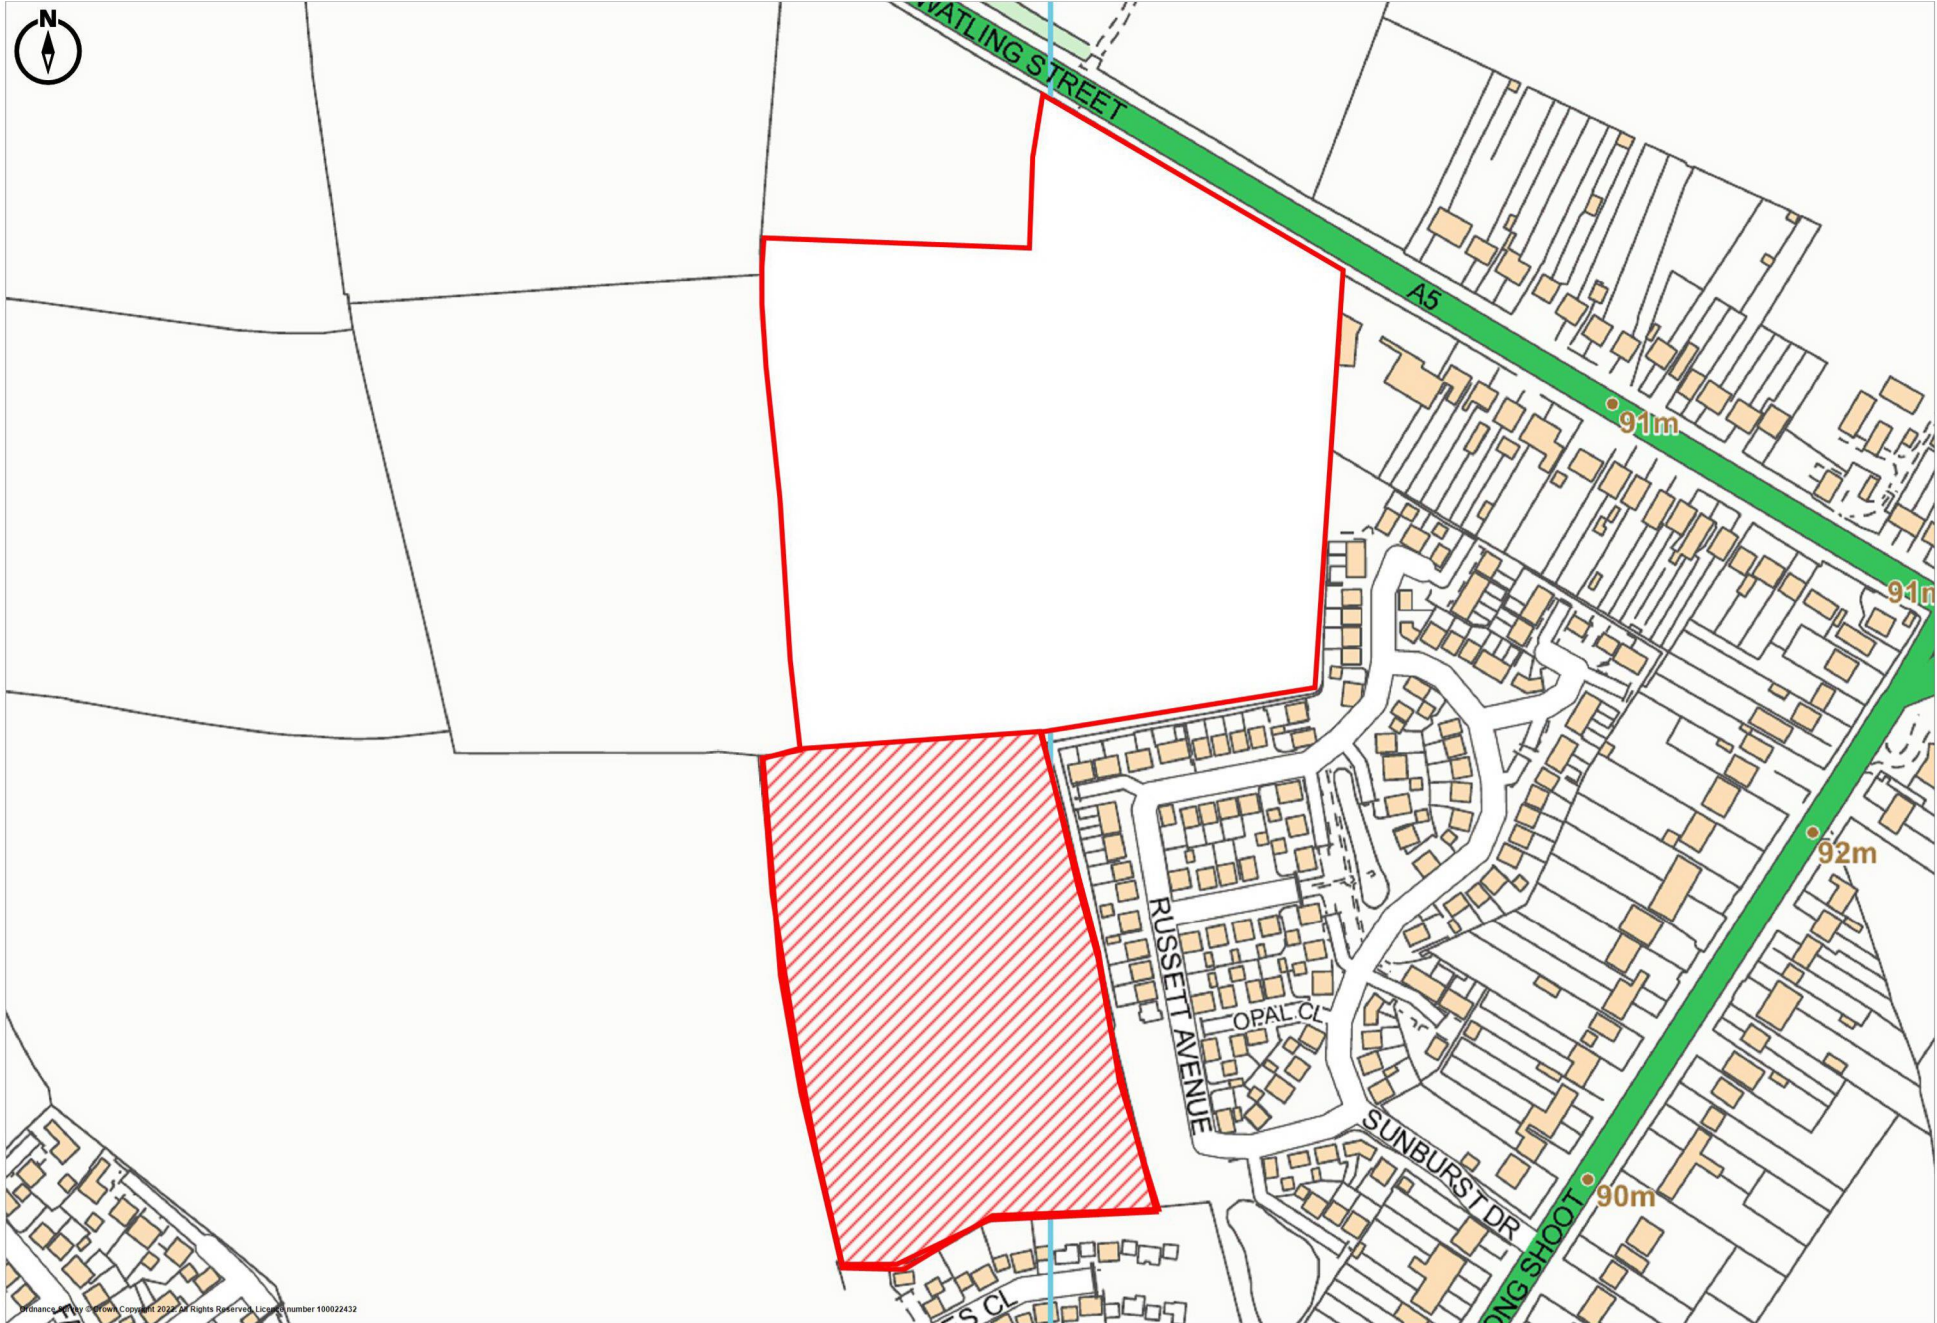 N
WATLING STREET
A5
91m
91m
92m
RUSSETT AVENUE
OPAL CL
SUNBURST DR
90m
ONG SHOOT
S CL
Ordnance Survey © Crown Copyright 2022. All Rights Reserved. Licence number 100022432